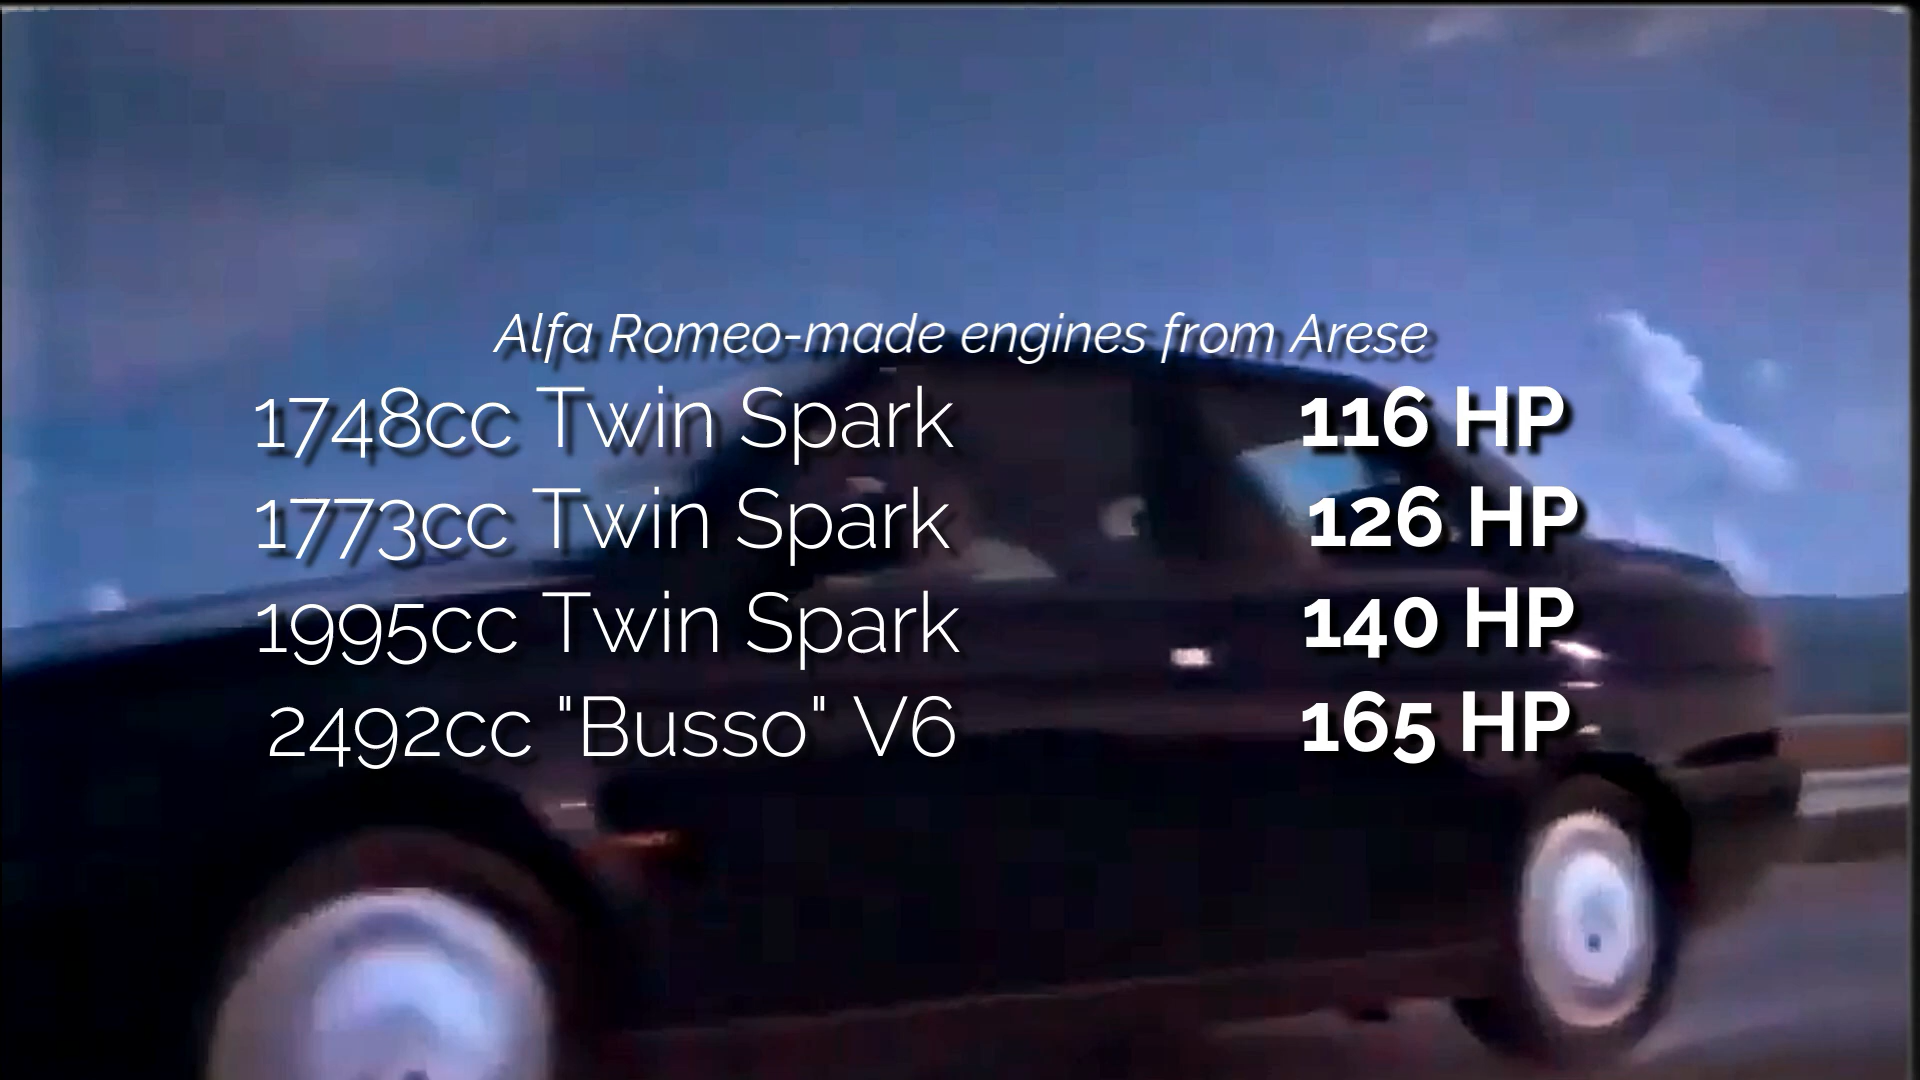 Alfa Romeo-made engines from Arese
1748cc Twin Spark 116 HP
1773cc Twin Spark 126 HP
1995cc Twin Spark 140 HP
2492cc "Busso" V6 165 HP